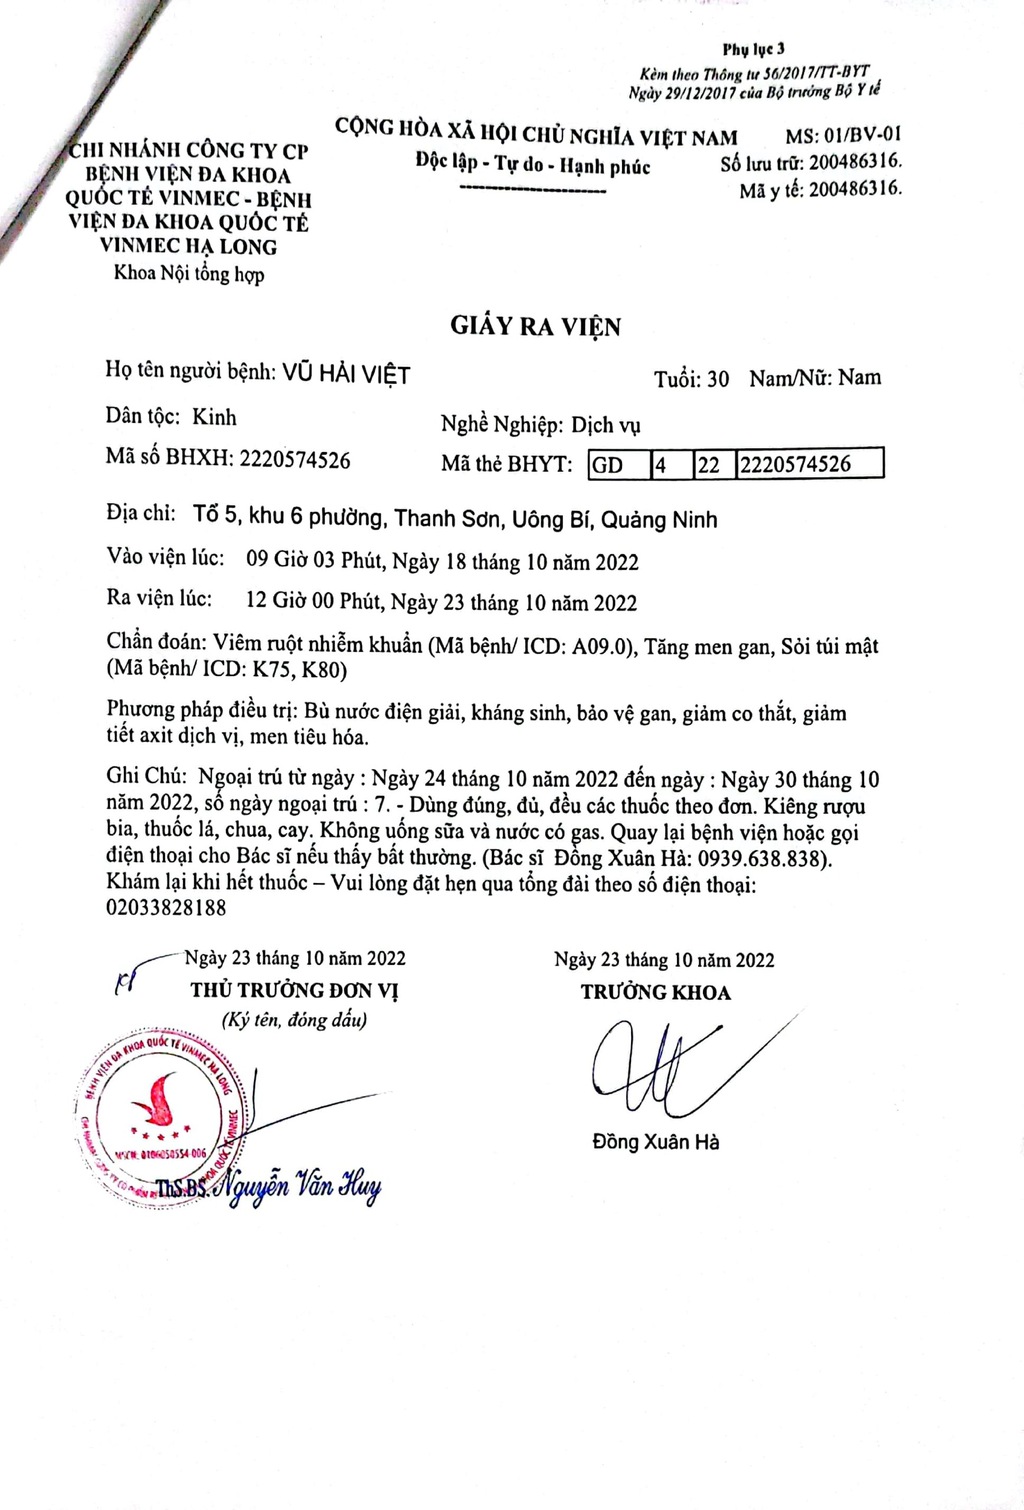 Phụ lục 3
Kèm theo Thông tư 56/2017/TT-BYT
Ngày 29/12/2017 của Bộ trưởng Bộ Y tế
CHI NHÁNH CÔNG TY CP
BỆNH VIỆN ĐA KHOA
QUỐC TẾ VINMEC - BỆNH
VIỆN ĐA KHOA QUỐC TẾ
VINMEC HẠ LONG
Khoa Nội tổng hợp
CỘNG HÒA XÃ HỘI CHỦ NGHĨA VIỆT NAM
Độc lập - Tự do - Hạnh phúc
MS: 01/BV-01
Số lưu trữ: 200486316.
Mã y tế: 200486316.
GIẤY RA VIỆN
Họ tên người bệnh: VŨ HẢI VIỆT Tuổi: 30 Nam/Nữ: Nam
Dân tộc: Kinh Nghề Nghiệp: Dịch vụ
Mã số BHXH: 2220574526 Mã thẻ BHYT: GD 4 22 2220574526
Địa chỉ: Tổ 5, khu 6 phường, Thanh Sơn, Uông Bí, Quảng Ninh
Vào viện lúc: 09 Giờ 03 Phút, Ngày 18 tháng 10 năm 2022
Ra viện lúc: 12 Giờ 00 Phút, Ngày 23 tháng 10 năm 2022
Chẩn đoán: Viêm ruột nhiễm khuẩn (Mã bệnh/ ICD: A09.0), Tăng men gan, Sỏi túi mật
(Mã bệnh/ ICD: K75, K80)
Phương pháp điều trị: Bù nước điện giải, kháng sinh, bảo vệ gan, giảm co thắt, giảm
tiết axit dịch vị, men tiêu hóa.
Ghi Chú: Ngoại trú từ ngày : Ngày 24 tháng 10 năm 2022 đến ngày : Ngày 30 tháng 10
năm 2022, số ngày ngoại trú : 7. - Dùng đúng, đủ, đều các thuốc theo đơn. Kiêng rượu
bia, thuốc lá, chua, cay. Không uống sữa và nước có gas. Quay lại bệnh viện hoặc gọi
điện thoại cho Bác sĩ nếu thấy bất thường. (Bác sĩ Đồng Xuân Hà: 0939.638.838).
Khám lại khi hết thuốc – Vui lòng đặt hẹn qua tổng đài theo số điện thoại:
02033828188
Ngày 23 tháng 10 năm 2022
THỦ TRƯỞNG ĐƠN VỊ
(Ký tên, đóng dấu)
BỆNH VIỆN ĐA KHOA QUỐC TẾ VINMEC HẠ LONG
MSCN: 0106050554-006
ThS.BS. Nguyễn Văn Huy
Ngày 23 tháng 10 năm 2022
TRƯỞNG KHOA
Đồng Xuân Hà